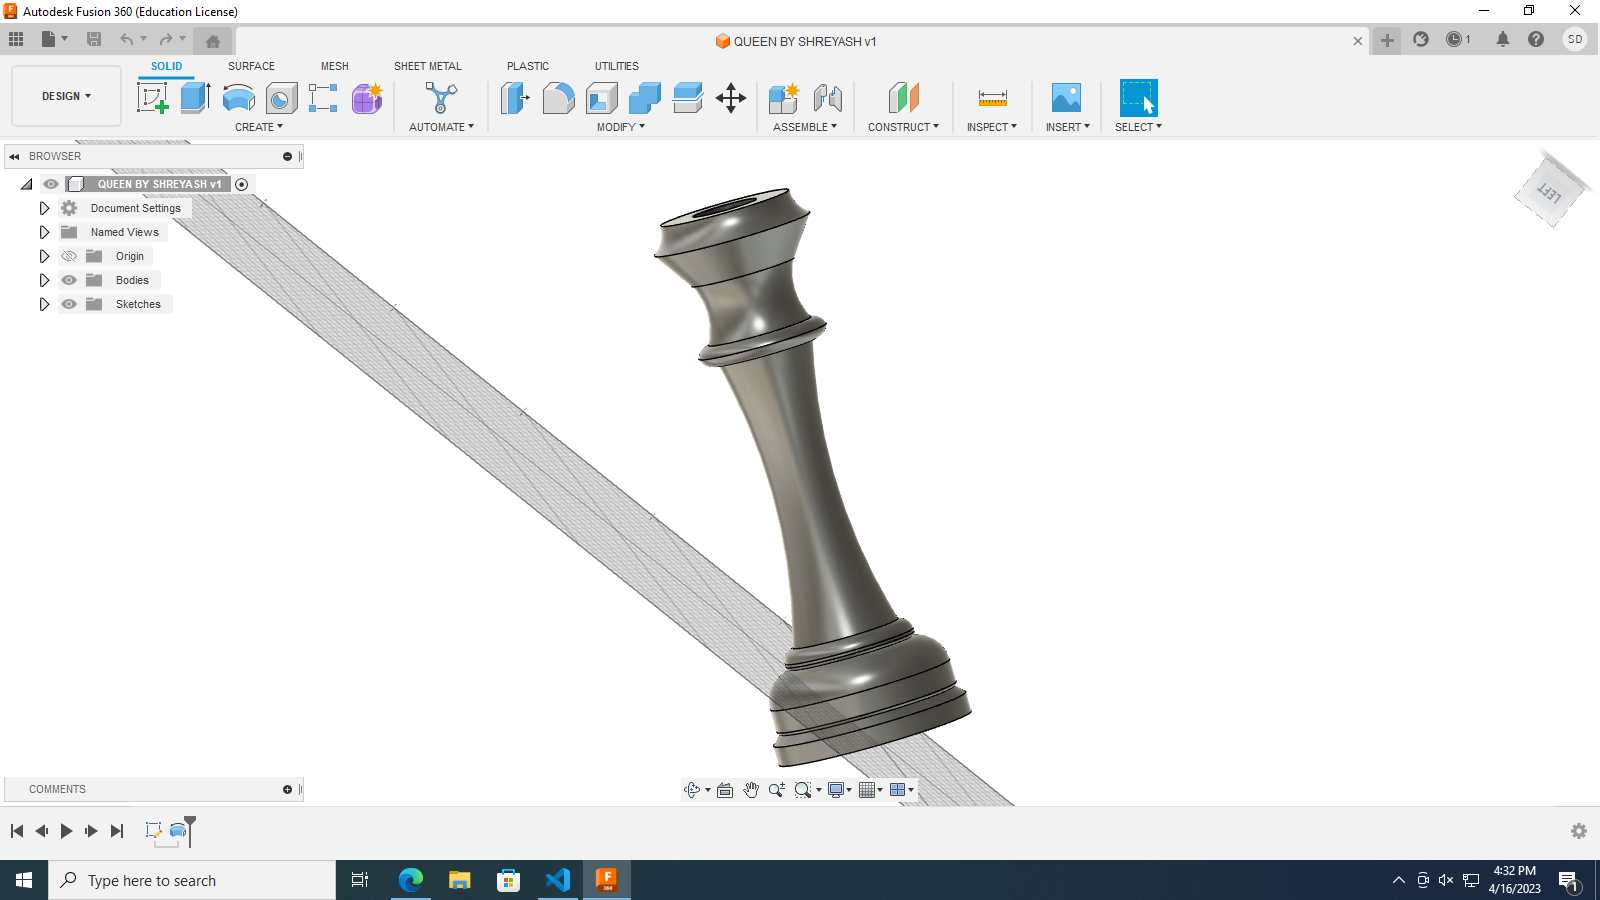 Autodesk Fusion 360 (Education License)
QUEEN BY SHREYASH v1
1
SD
DESIGN
SOLID SURFACE MESH SHEET METAL PLASTIC UTILITIES
CREATE AUTOMATE MODIFY ASSEMBLE CONSTRUCT INSPECT INSERT SELECT
BROWSER
QUEEN BY SHREYASH v1
Document Settings
Named Views
Origin
Bodies
Sketches
LEFT
COMMENTS
Type here to search
F
360
4:32 PM
4/16/2023
1